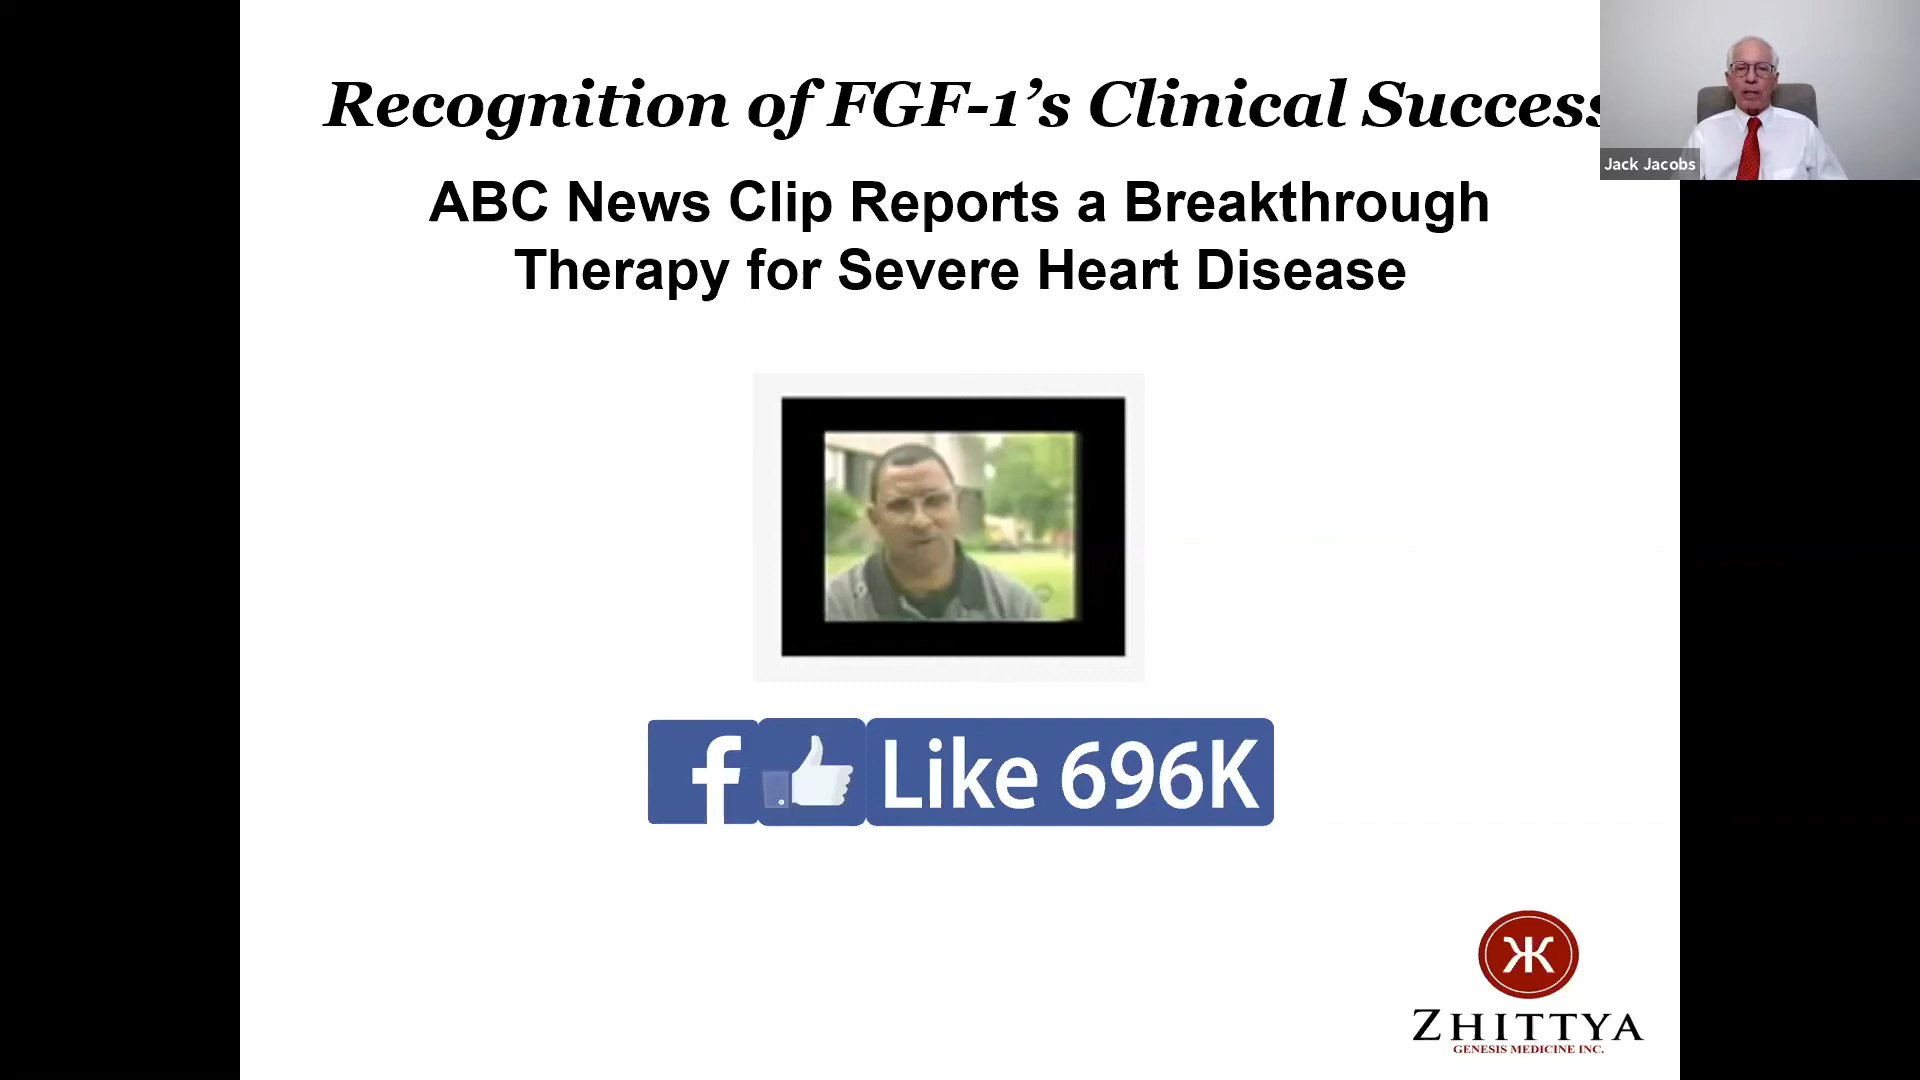 Recognition of FGF-1’s Clinical Success
Jack Jacobs
ABC News Clip Reports a Breakthrough
Therapy for Severe Heart Disease
f Like 696K
ZHITTYA
GENESIS MEDICINE INC.